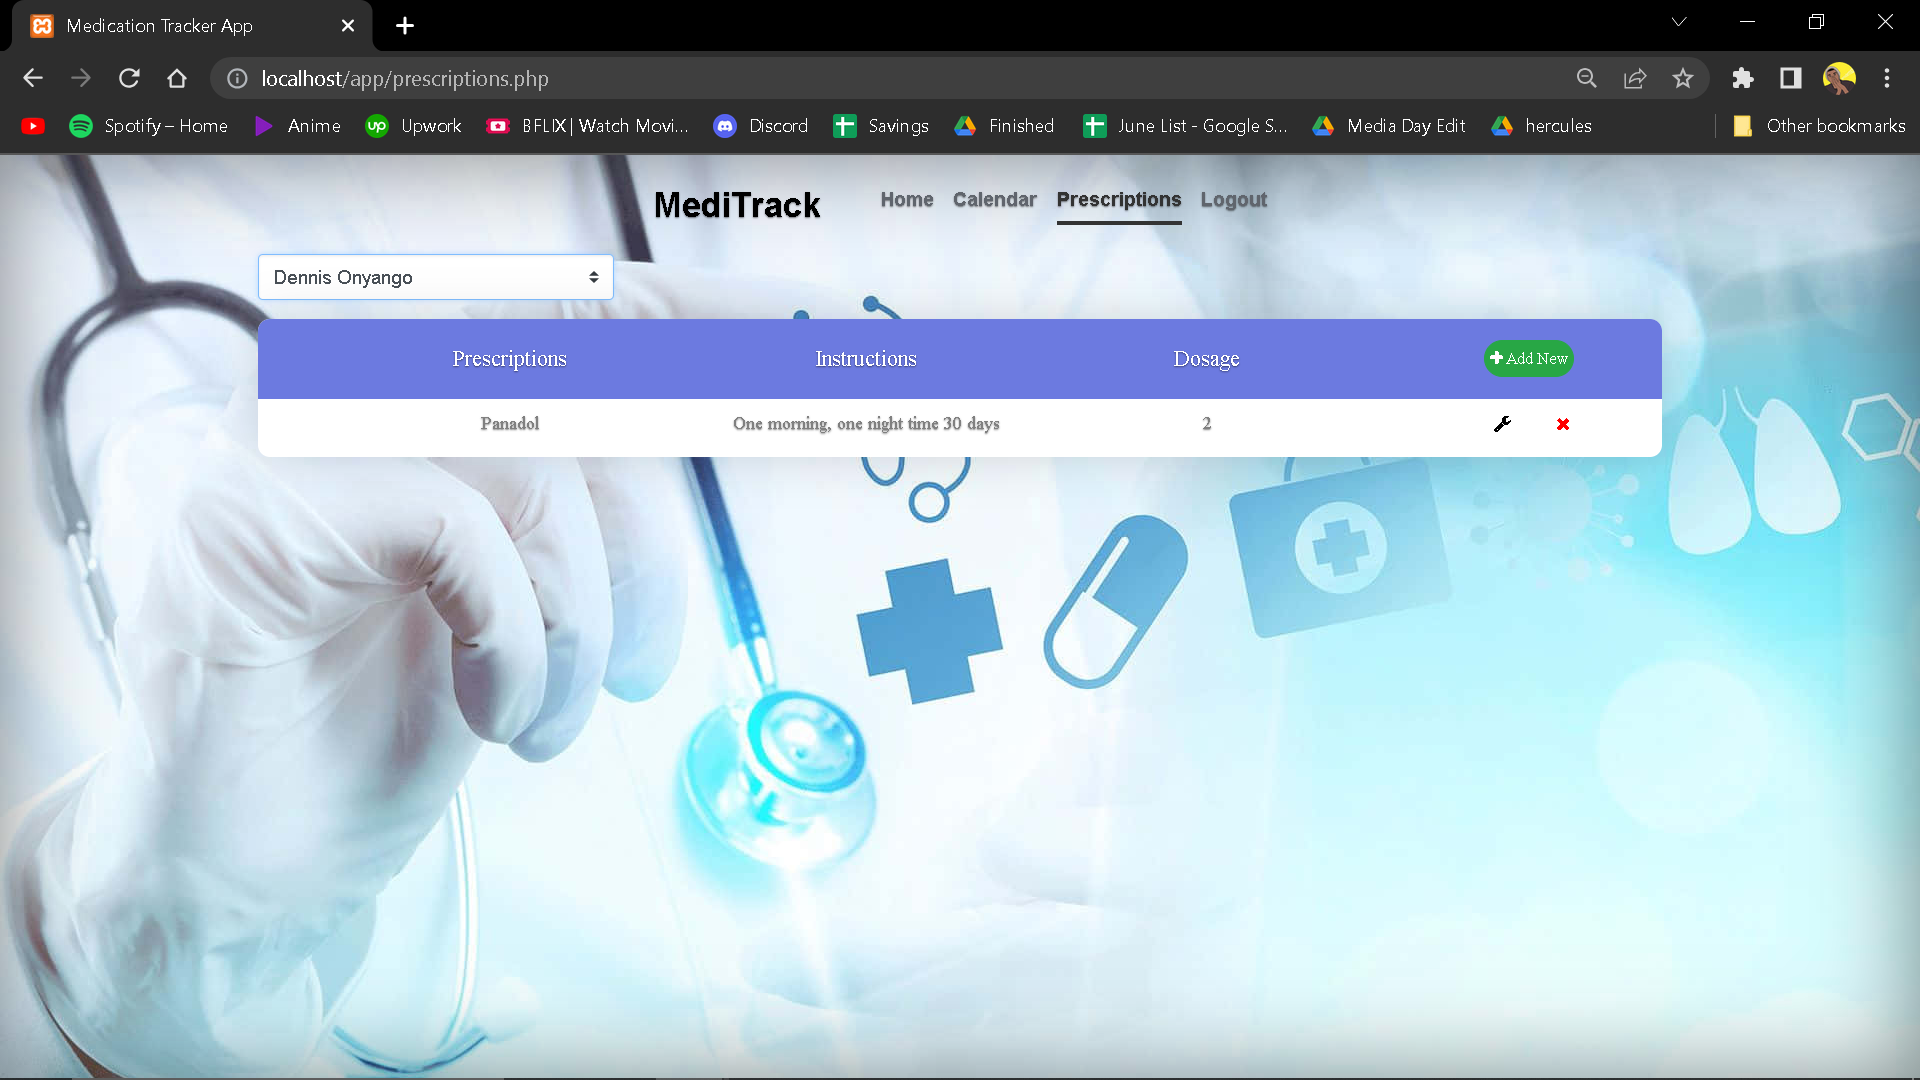 Medication Tracker App
localhost/app/prescriptions.php
Spotify – Home Anime Upwork BFLIX | Watch Movi... Discord Savings Finished June List - Google S... Media Day Edit hercules Other bookmarks
MediTrack Home Calendar Prescriptions Logout
Dennis Onyango
Prescriptions Instructions Dosage Add New
Panadol One morning, one night time 30 days 2